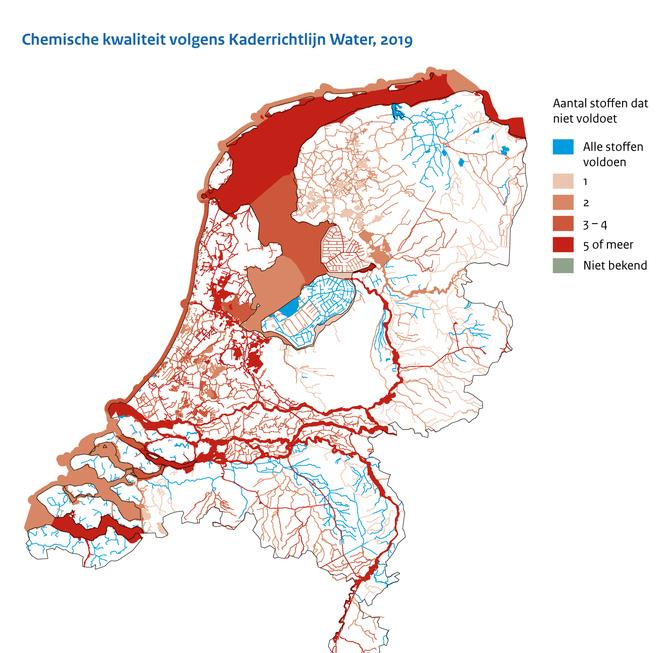 Chemische kwaliteit volgens Kaderrichtlijn Water, 2019
Aantal stoffen dat
niet voldoet
Alle stoffen
voldoen
1
2
3 – 4
5 of meer
Niet bekend